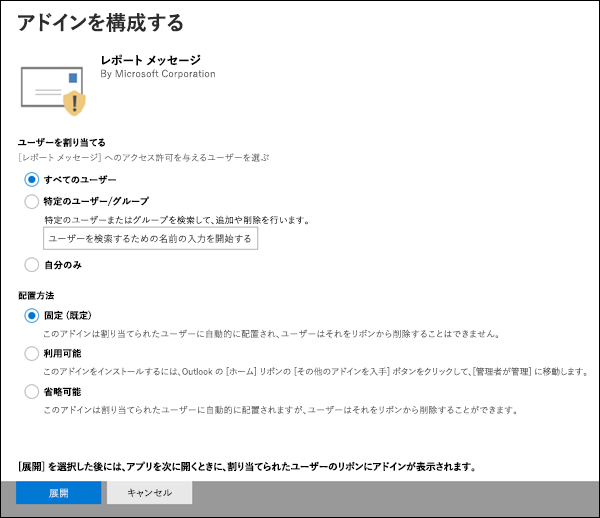 アドインを構成する
レポート メッセージ
By Microsoft Corporation
ユーザーを割り当てる
[レポート メッセージ] へのアクセス許可を与えるユーザーを選ぶ
すべてのユーザー
特定のユーザー/グループ
特定のユーザーまたはグループを検索して、追加や削除を行います。
ユーザーを検索するための名前の入力を開始する
自分のみ
配置方法
固定 (既定)
このアドインは割り当てられたユーザーに自動的に配置され、ユーザーはそれをリボンから削除することはできません。
利用可能
このアドインをインストールするには、Outlook の [ホーム] リボンの [その他のアドインを入手] ボタンをクリックして、[管理者が管理] に移動します。
省略可能
このアドインは割り当てられたユーザーに自動的に配置されますが、ユーザーはそれをリボンから削除することができます。
[展開] を選択した後には、アプリを次に開くときに、割り当てられたユーザーのリボンにアドインが表示されます。
展開
キャンセル